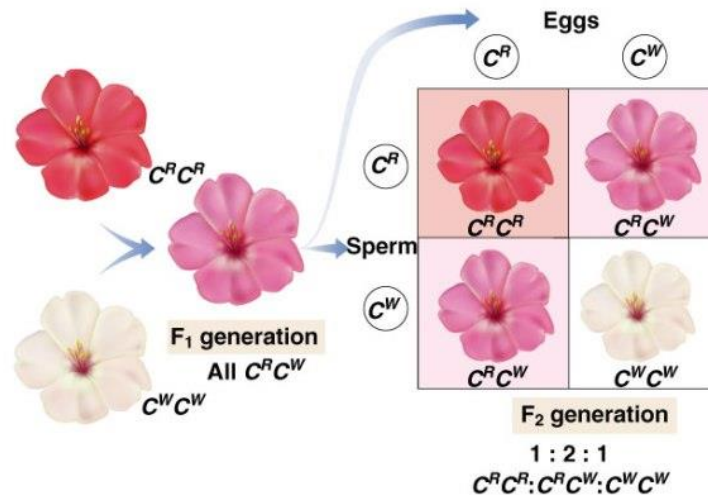 Eggs
C^R C^W
C^R C^R
C^R
C^R C^R C^R C^W
Sperm
C^W
F₁ generation
All C^R C^W
C^W C^W
C^R C^W C^W C^W
F₂ generation
1 : 2 : 1
C^R C^R : C^R C^W : C^W C^W